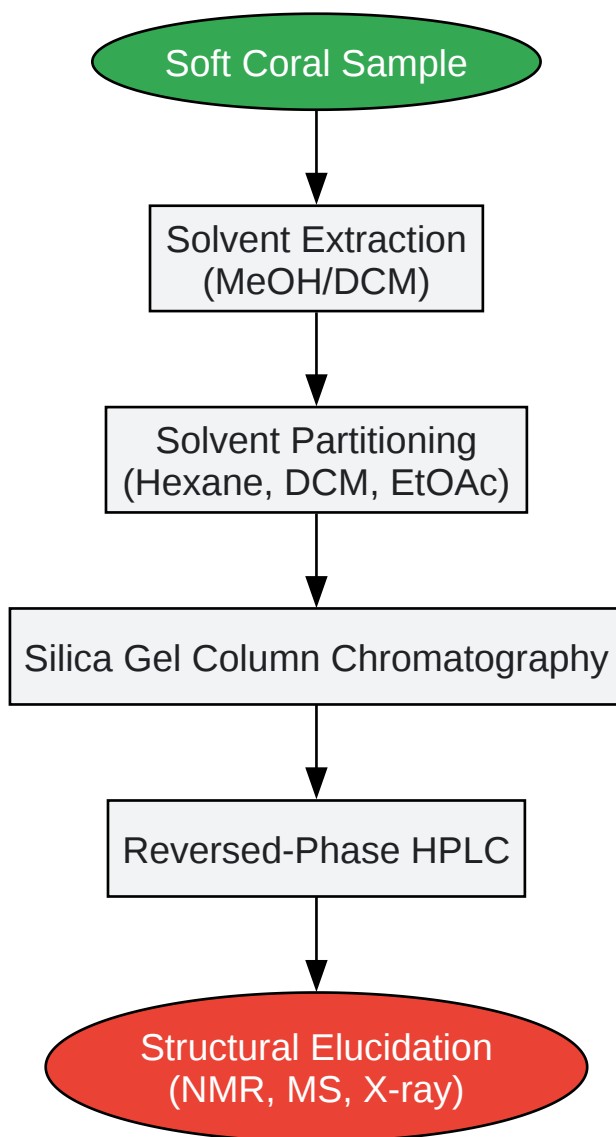 Soft Coral Sample
Solvent Extraction
(MeOH/DCM)
Solvent Partitioning
(Hexane, DCM, EtOAc)
Silica Gel Column Chromatography
Reversed-Phase HPLC
Structural Elucidation
(NMR, MS, X-ray)